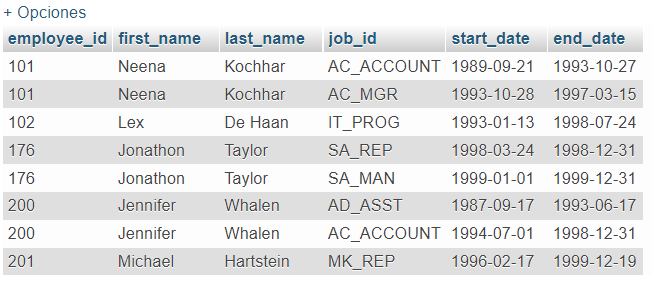 + Opciones
employee_id first_name last_name job_id start_date end_date
101 Neena Kochhar AC_ACCOUNT 1989-09-21 1993-10-27
101 Neena Kochhar AC_MGR 1993-10-28 1997-03-15
102 Lex De Haan IT_PROG 1993-01-13 1998-07-24
176 Jonathon Taylor SA_REP 1998-03-24 1998-12-31
176 Jonathon Taylor SA_MAN 1999-01-01 1999-12-31
200 Jennifer Whalen AD_ASST 1987-09-17 1993-06-17
200 Jennifer Whalen AC_ACCOUNT 1994-07-01 1998-12-31
201 Michael Hartstein MK_REP 1996-02-17 1999-12-19